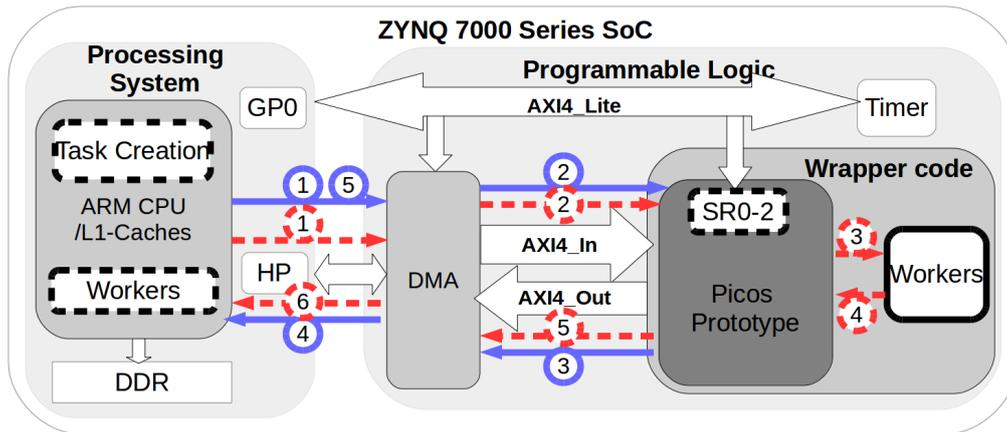 ZYNQ 7000 Series SoC
Processing
System
Programmable Logic
GP0
AXI4_Lite
Timer
Task Creation
ARM CPU
/L1-Caches
Workers
DDR
1
5
1
HP
6
4
DMA
2
2
AXI4_In
AXI4_Out
5
3
Wrapper code
SR0-2
Picos
Prototype
3
4
Workers